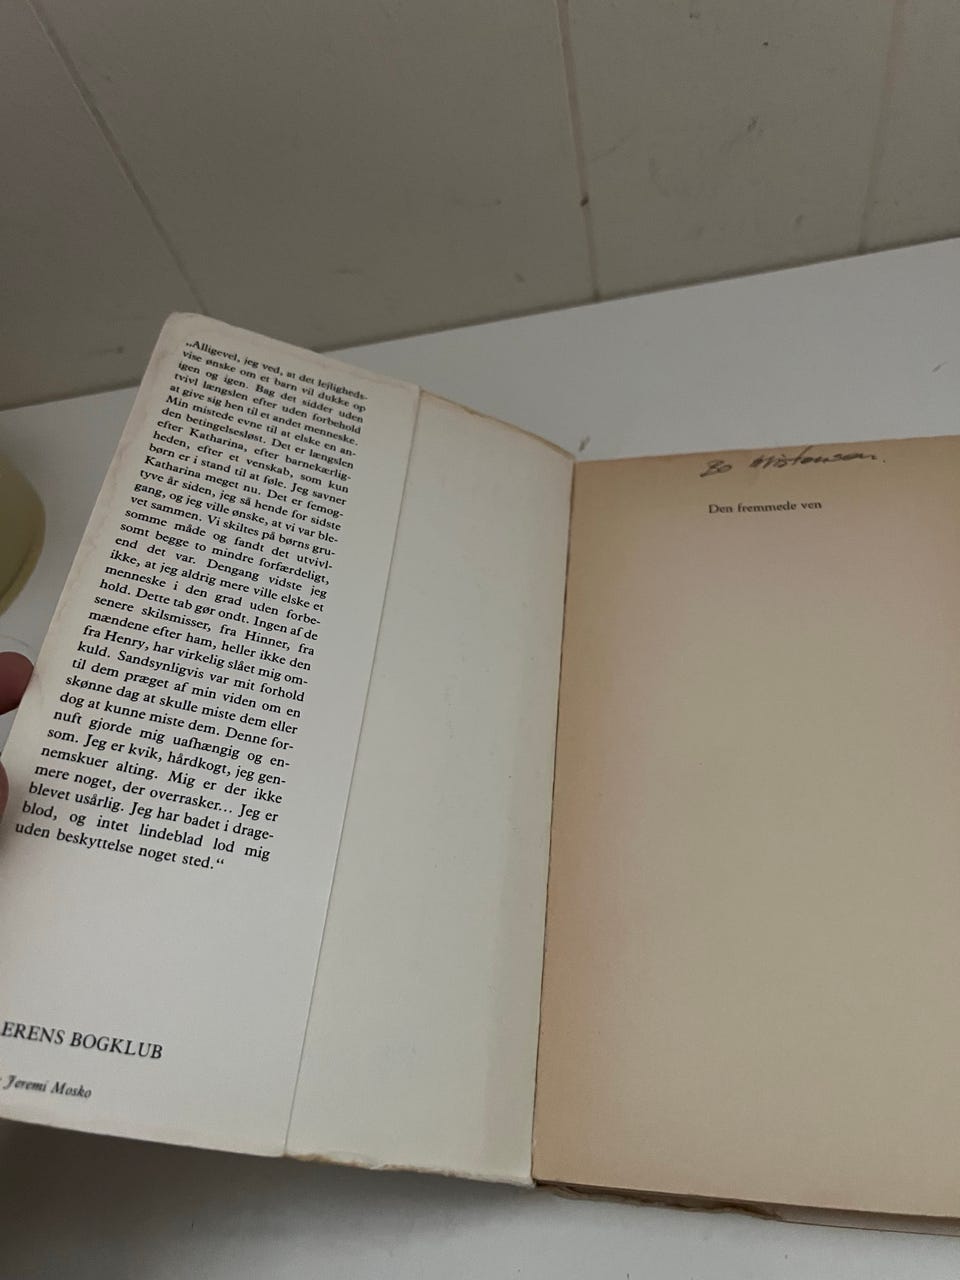 „Alligevel, jeg ved, at det lejligheds-
vise ønske om et barn vil dukke op
igen og igen. Bag det sidder uden
tvivl længslen efter uden forbehold
at give sig hen til et andet menneske.
Min mistede evne til at elske en an-
den betingelsesløst. Det er længslen
efter Katharina, efter barnekærlig-
heden, efter et venskab, som kun
børn er i stand til at føle. Jeg savner
Katharina meget nu. Det er femog-
tyve år siden, jeg så hende for sidste
gang, og jeg ville ønske, at vi var ble-
vet sammen. Vi skiltes på børns gru-
somme måde og fandt det utvivl-
somt begge to mindre forfærdeligt,
end det var. Dengang vidste jeg
ikke, at jeg aldrig mere ville elske et
menneske i den grad uden forbe-
hold. Dette tab gør ondt. Ingen af de
senere skilsmisser, fra Hinner, fra
mændene efter ham, heller ikke den
fra Henry, har virkelig slået mig om-
kuld. Sandsynligvis var mit forhold
til dem præget af min viden om en
skønne dag at skulle miste dem eller
dog at kunne miste dem. Denne for-
nuft gjorde mig uafhængig og en-
som. Jeg er kvik, hårdkogt, jeg gen-
nemskuer alting. Mig er der ikke
mere noget, der overrasker... Jeg er
blevet usårlig. Jeg har badet i drage-
blod, og intet lindeblad lod mig
uden beskyttelse noget sted.“
ERENS BOGKLUB
Jeremi Mosko
Bo
Den fremmede ven